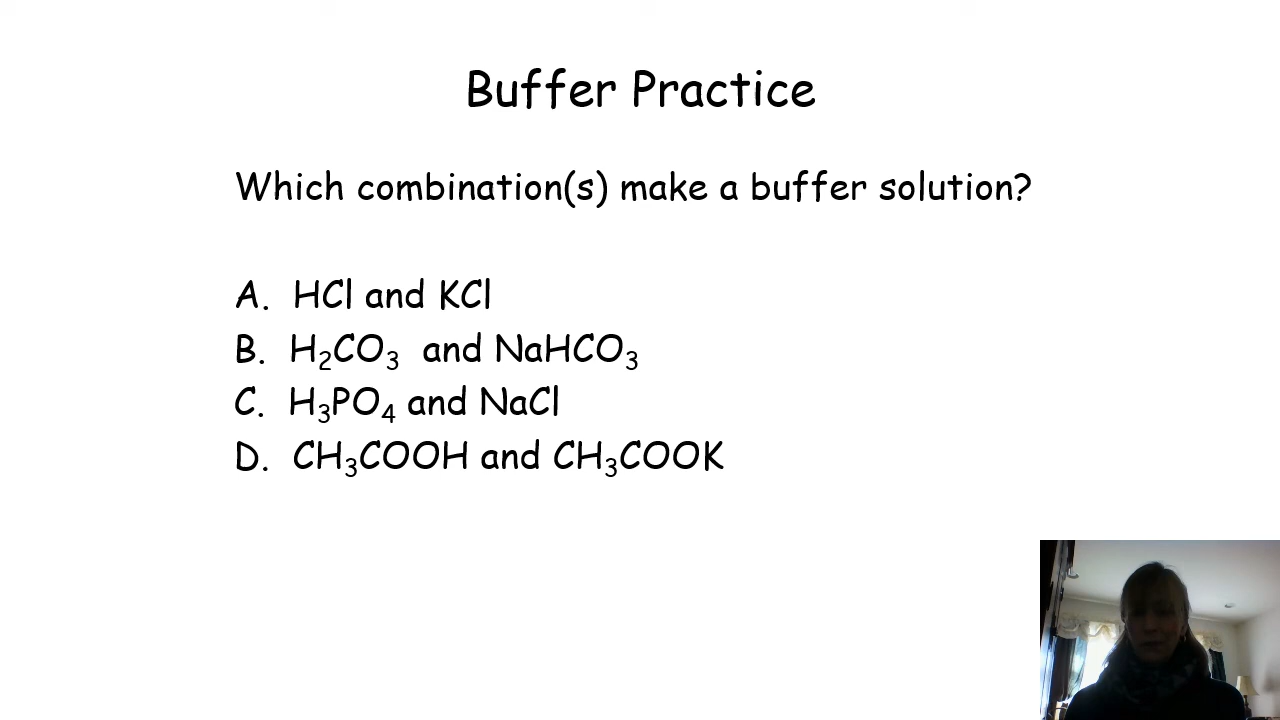 Buffer Practice
Which combination(s) make a buffer solution?
A. HCl and KCl
B. H₂CO₃ and NaHCO₃
C. H₃PO₄ and NaCl
D. CH₃COOH and CH₃COOK